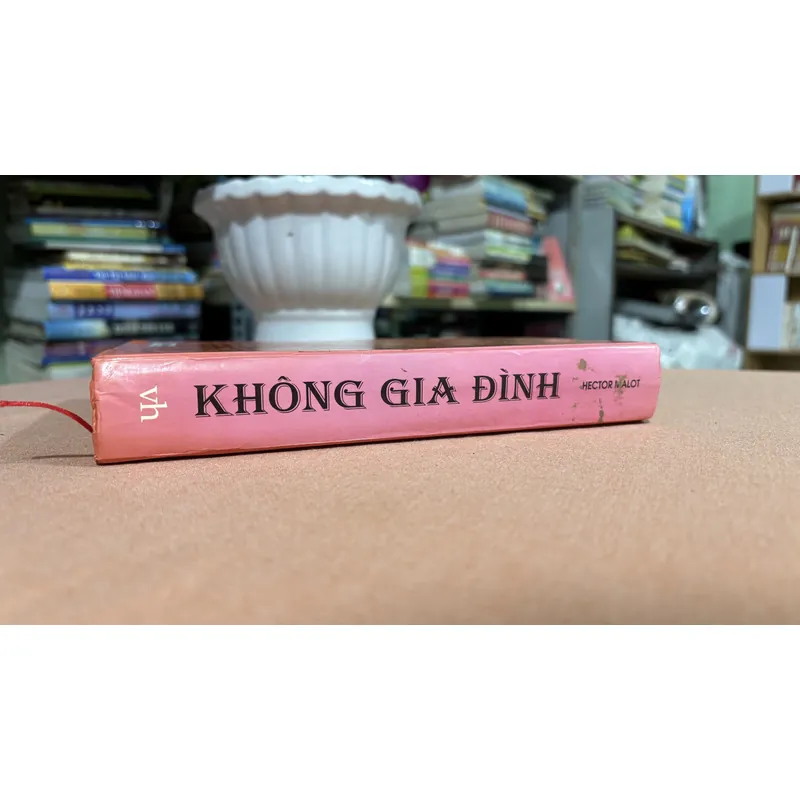 vh
KHÔNG GIA ĐÌNH
HECTOR MALOT